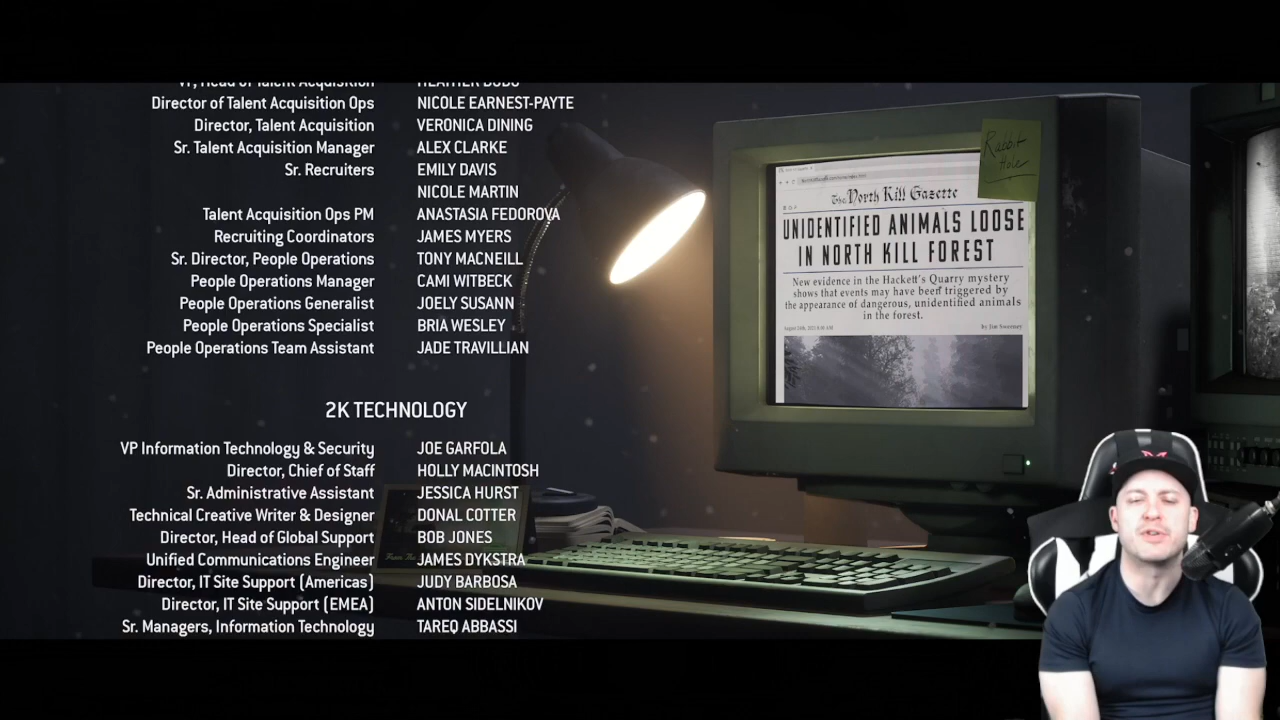 VP, Head of Talent Acquisition
Director of Talent Acquisition Ops NICOLE EARNEST-PAYTE
Director, Talent Acquisition VERONICA DINING
Sr. Talent Acquisition Manager ALEX CLARKE
Sr. Recruiters EMILY DAVIS
NICOLE MARTIN
Talent Acquisition Ops PM ANASTASIA FEDOROVA
Recruiting Coordinators JAMES MYERS
Sr. Director, People Operations TONY MACNEILL
People Operations Manager CAMI WITBECK
People Operations Generalist JOELY SUSANN
People Operations Specialist BRIA WESLEY
People Operations Team Assistant JADE TRAVILLIAN
2K TECHNOLOGY
VP Information Technology & Security JOE GARFOLA
Director, Chief of Staff HOLLY MACINTOSH
Sr. Administrative Assistant JESSICA HURST
Technical Creative Writer & Designer DONAL COTTER
Director, Head of Global Support BOB JONES
Unified Communications Engineer JAMES DYKSTRA
Director, IT Site Support (Americas) JUDY BARBOSA
Director, IT Site Support (EMEA) ANTON SIDELNIKOV
Sr. Managers, Information Technology TAREQ ABBASSI
Rabbit
Hole
The North Kill Gazette
UNIDENTIFIED ANIMALS LOOSE
IN NORTH KILL FOREST
New evidence in the Hackett's Quarry mystery
shows that events may have been triggered by
the appearance of dangerous, unidentified animals
in the forest.
by Jim Sweeney